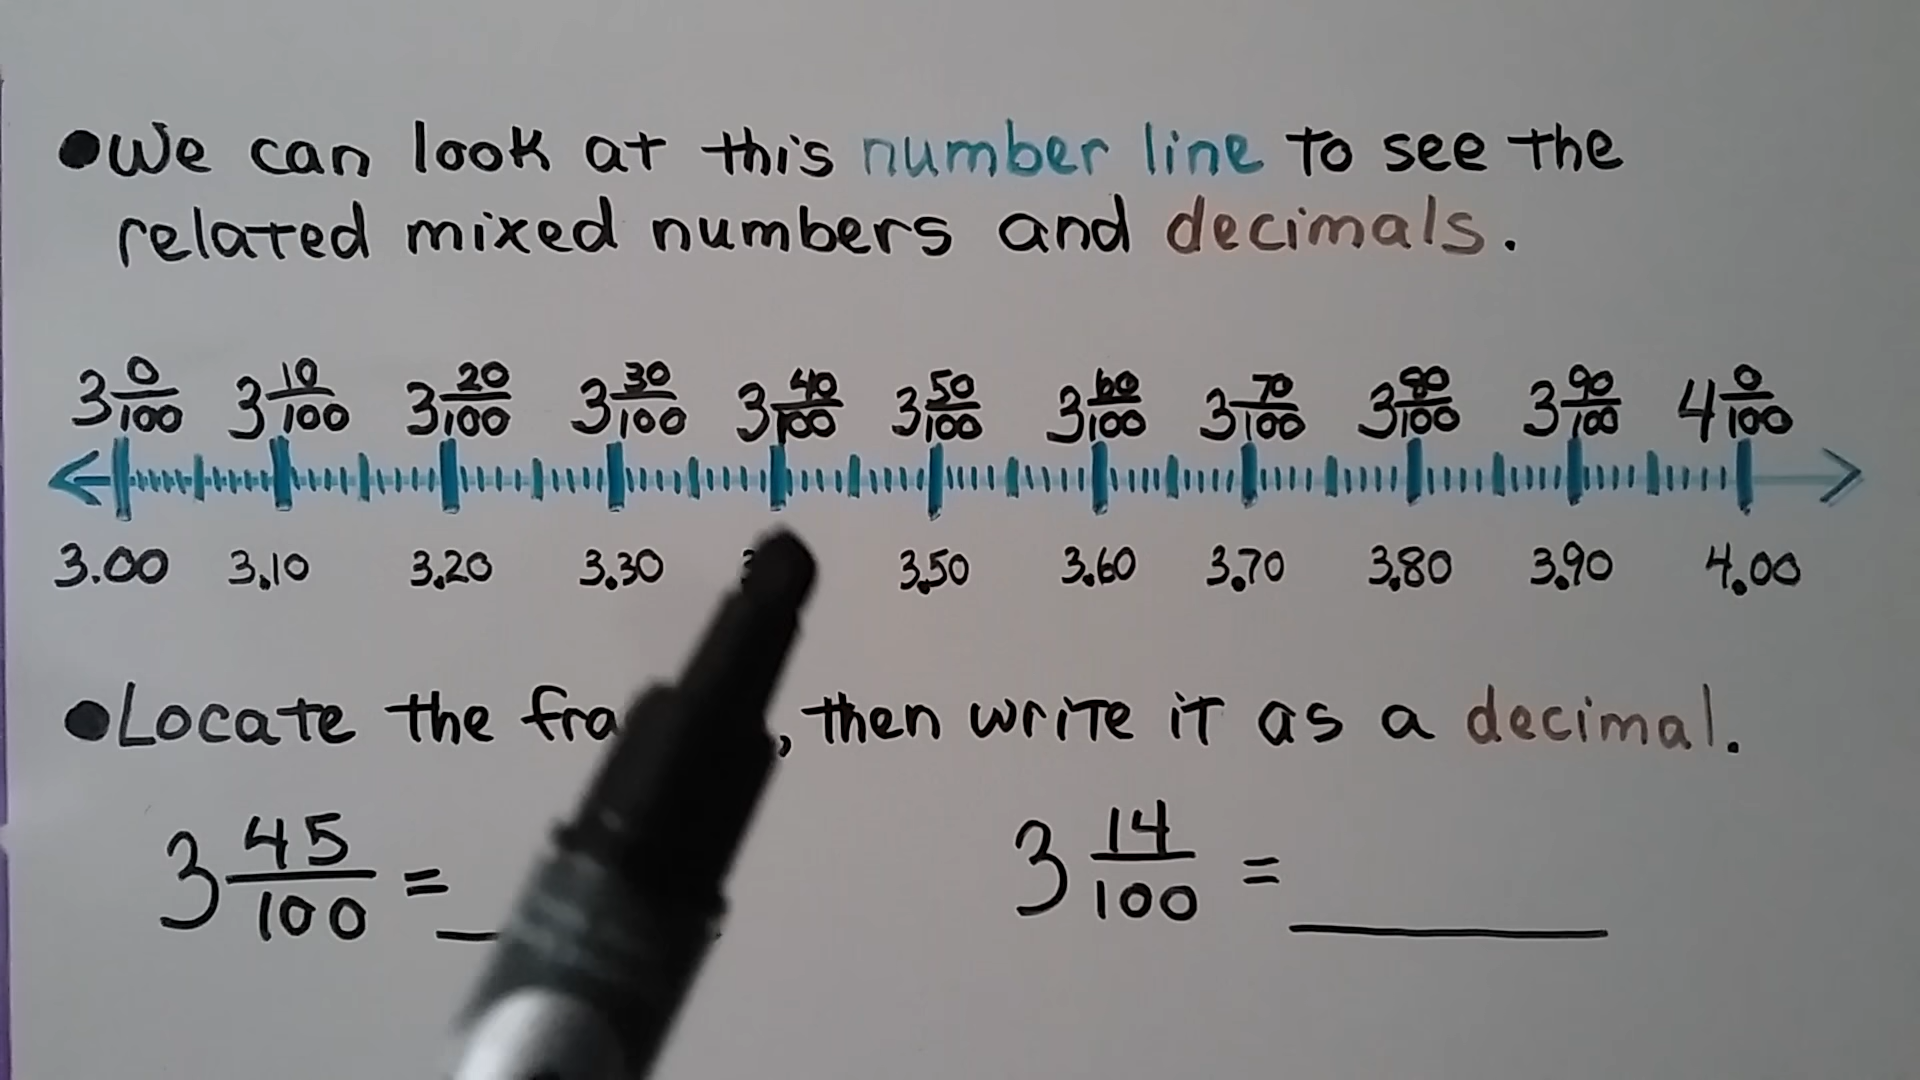 ●We can look at this number line to see the
related mixed numbers and decimals.
3 0/100 3 10/100 3 20/100 3 30/100 3 40/100 3 50/100 3 60/100 3 70/100 3 80/100 3 90/100 4 0/100
3.00 3.10 3.20 3.30 3.50 3.60 3.70 3.80 3.90 4.00
●Locate the , then write it as a decimal.
3 45/100 = 3 14/100 =